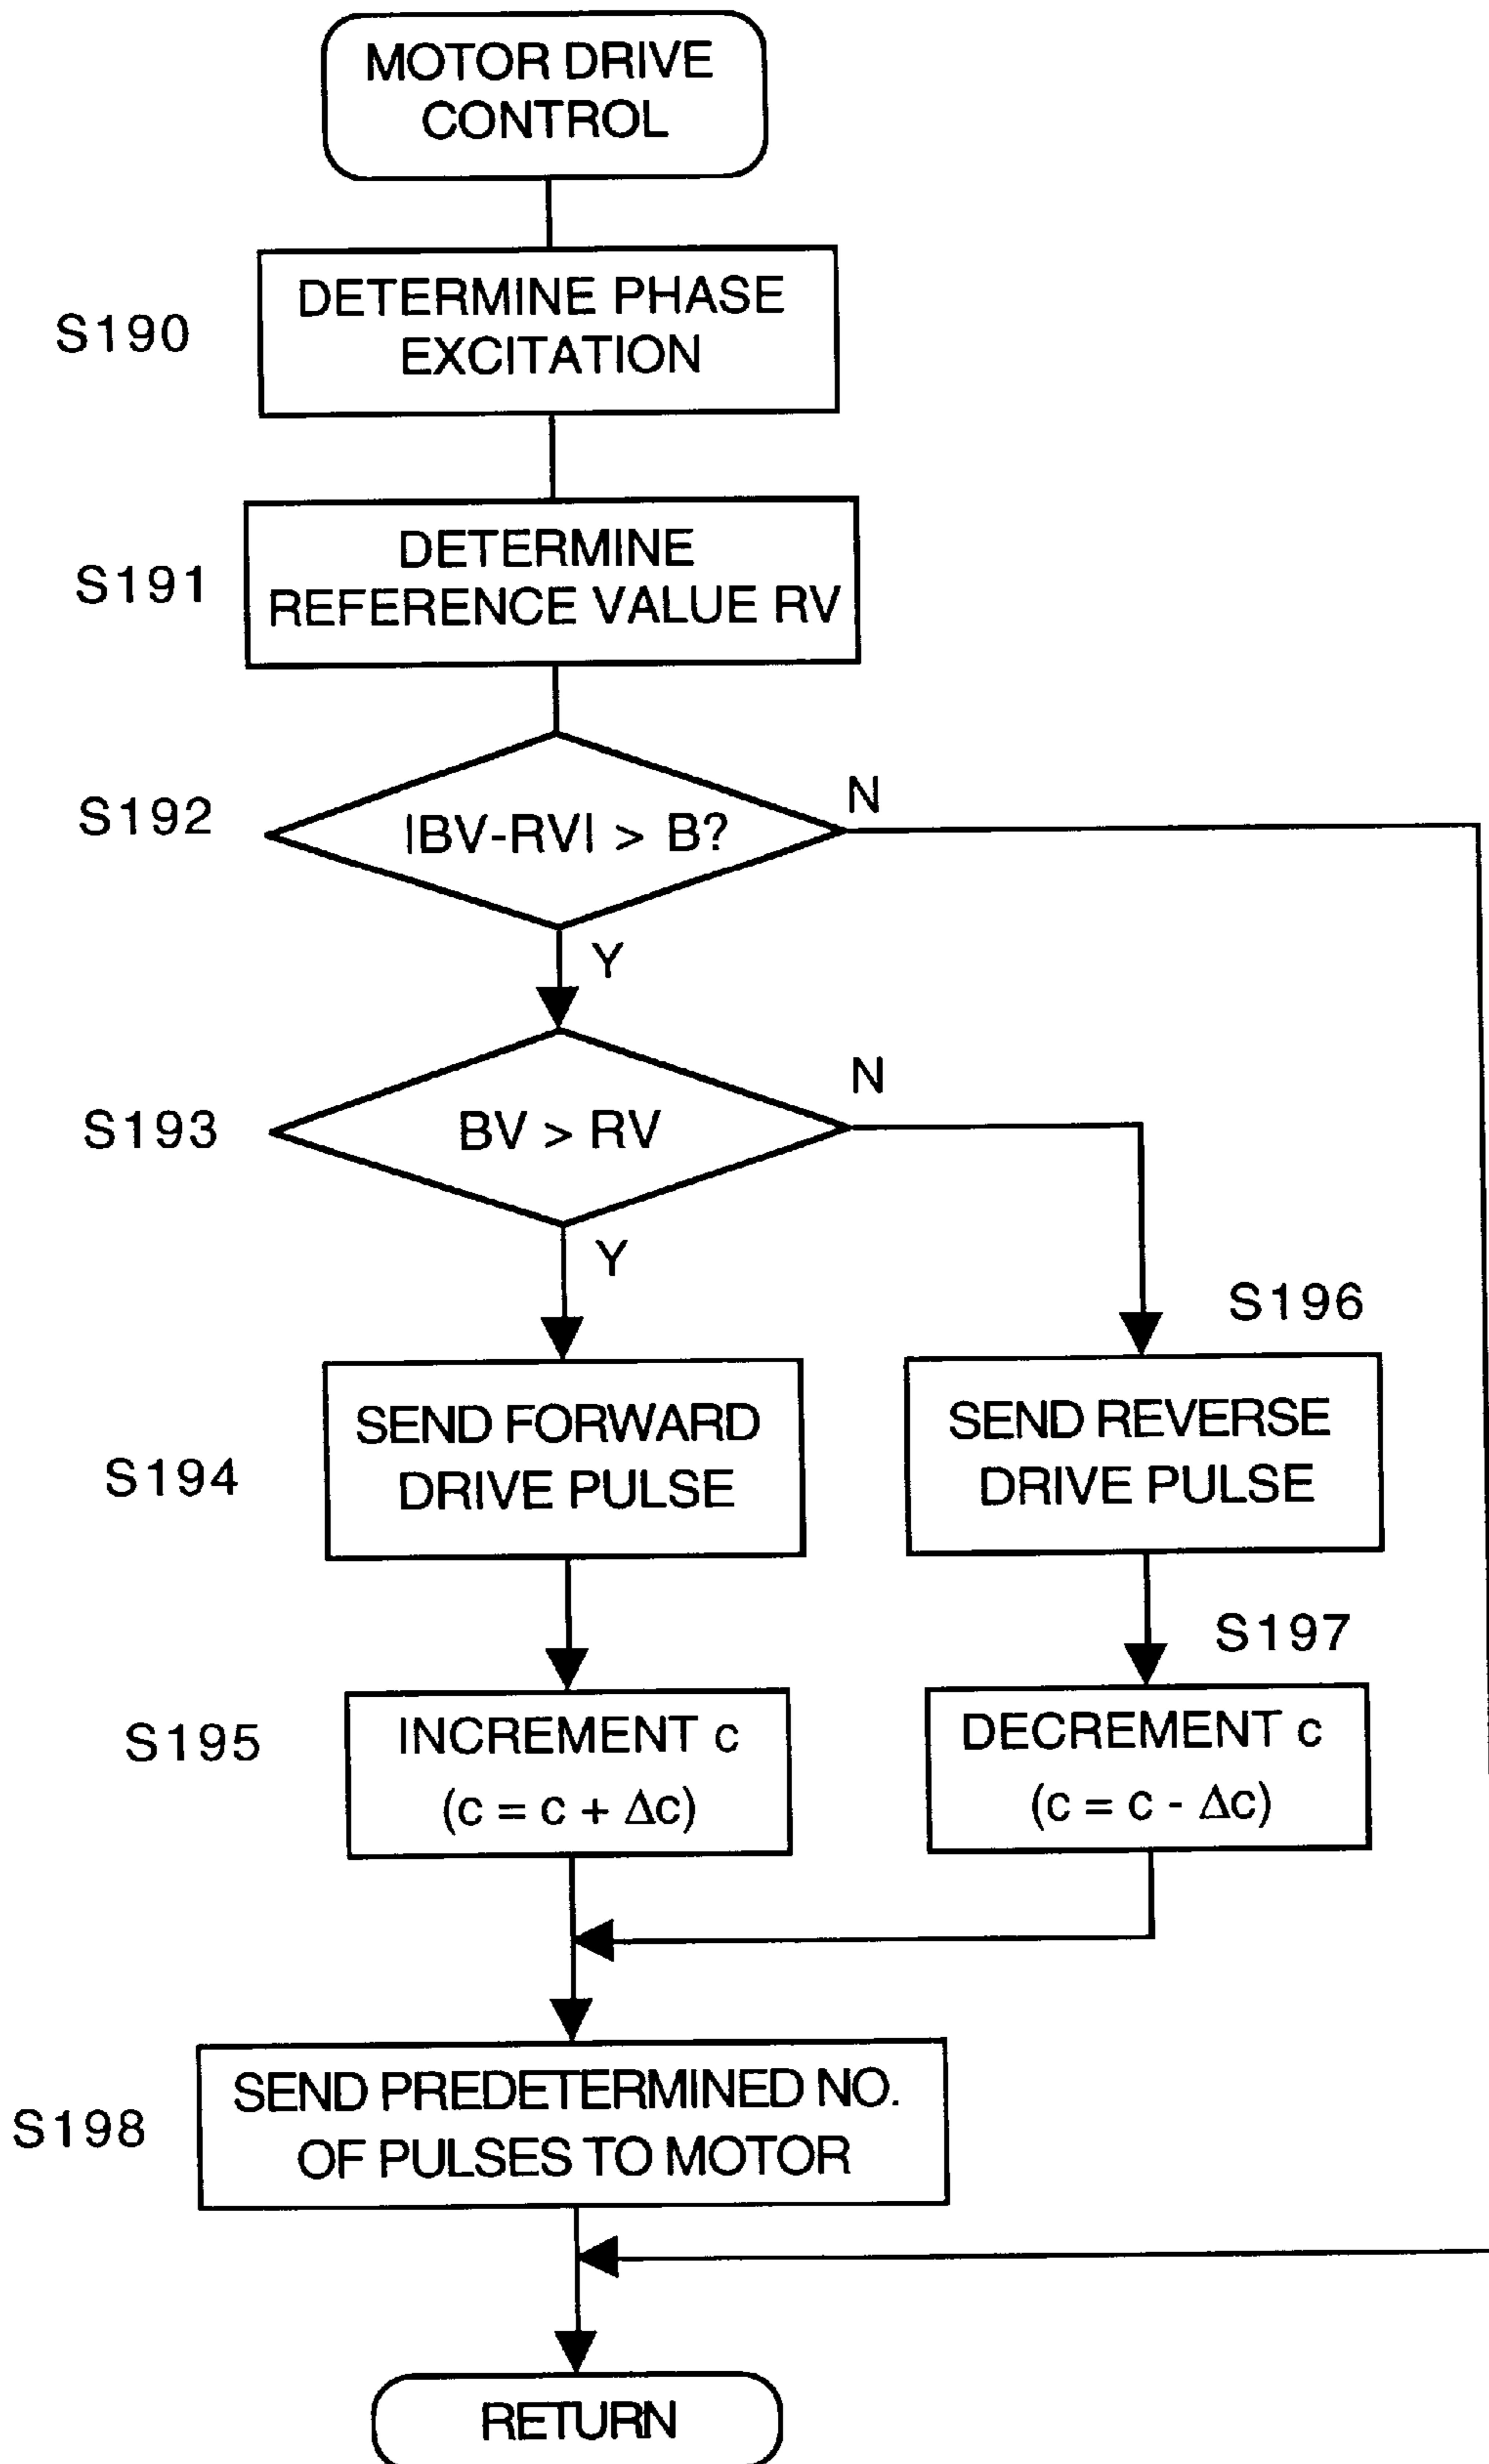 MOTOR DRIVE
CONTROL
S190
DETERMINE PHASE
EXCITATION
S191
DETERMINE
REFERENCE VALUE RV
S192
|BV-RV| > B?
N
Y
S193
BV > RV
N
Y
S194
SEND FORWARD
DRIVE PULSE
S196
SEND REVERSE
DRIVE PULSE
S195
INCREMENT c
(c = c + Δc)
S197
DECREMENT c
(c = c - Δc)
S198
SEND PREDETERMINED NO.
OF PULSES TO MOTOR
RETURN